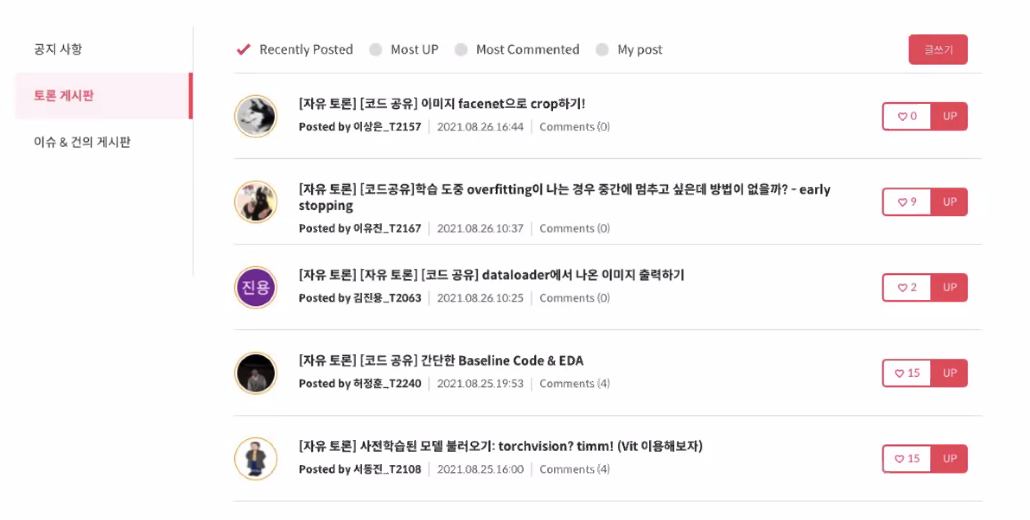 공지 사항
토론 게시판
이슈 & 건의 게시판
Recently Posted
Most UP
Most Commented
My post
글쓰기
[자유 토론] [코드 공유] 이미지 facenet으로 crop하기!
Posted by 이상은_T2157 2021.08.26.16:44 Comments (0)
0 UP
[자유 토론] [코드공유]학습 도중 overfitting이 나는 경우 중간에 멈추고 싶은데 방법이 없을까? - early
stopping
Posted by 이유진_T2167 2021.08.26.10:37 Comments (0)
9 UP
진용
[자유 토론] [자유 토론] [코드 공유] dataloader에서 나온 이미지 출력하기
Posted by 김진용_T2063 2021.08.26.10:25 Comments (0)
2 UP
[자유 토론] [코드 공유] 간단한 Baseline Code & EDA
Posted by 허정훈_T2240 2021.08.25.19:53 Comments (4)
15 UP
[자유 토론] 사전학습된 모델 불러오기: torchvision? timm! (Vit 이용해보자)
Posted by 서동진_T2108 2021.08.25.16:00 Comments (4)
15 UP